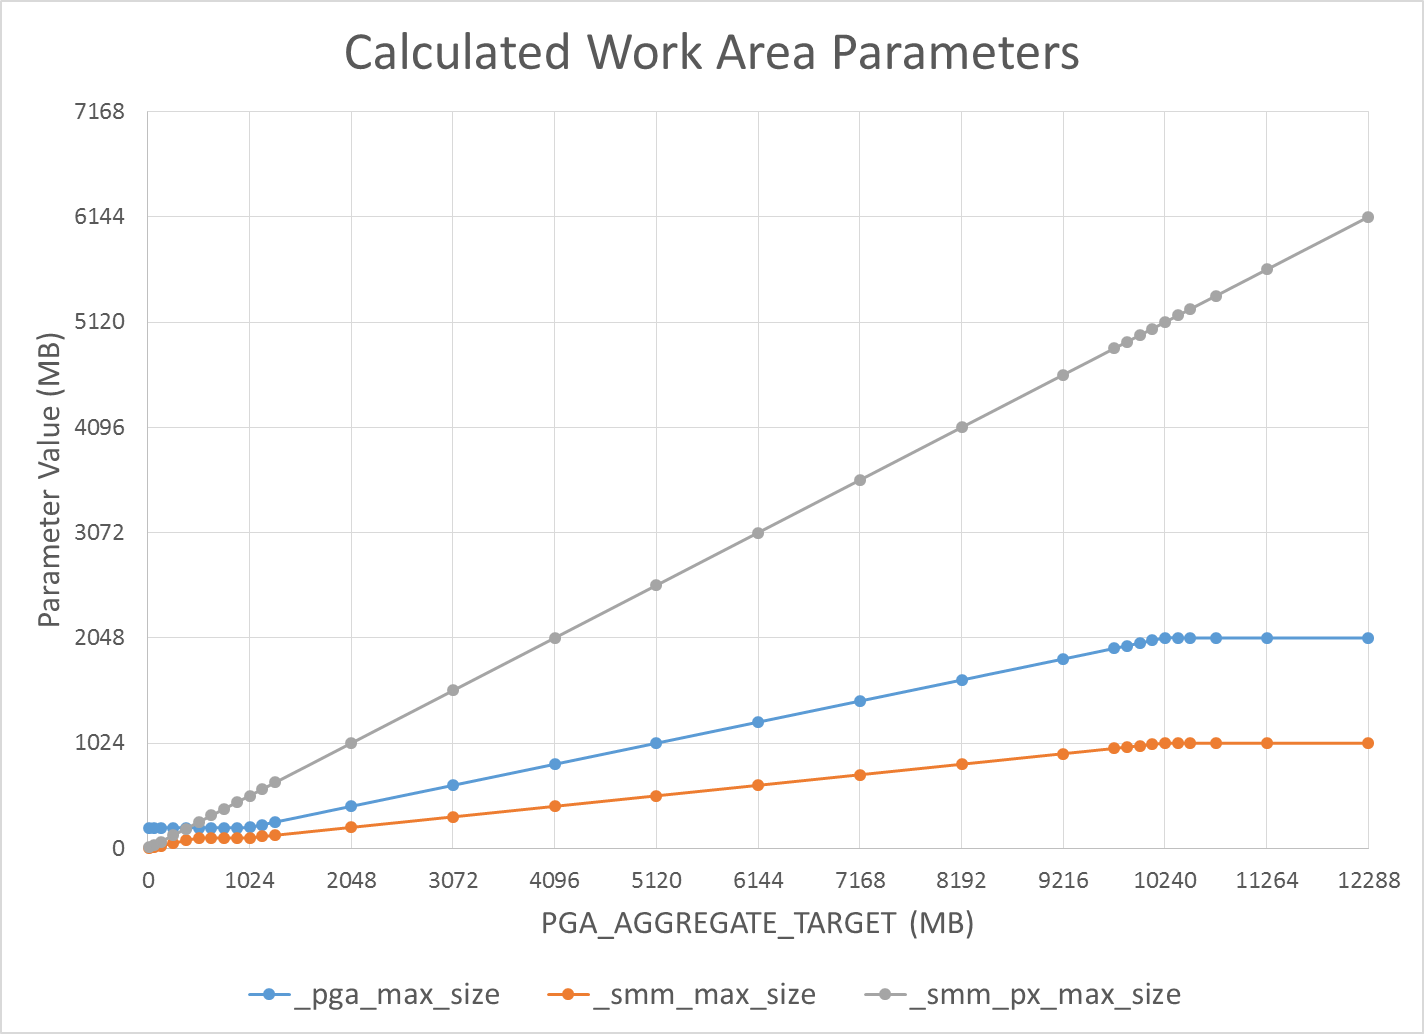 Calculated Work Area Parameters
7168
6144
5120
4096
3072
2048
1024
0
Parameter Value (MB)
0 1024 2048 3072 4096 5120 6144 7168 8192 9216 10240 11264 12288
PGA_AGGREGATE_TARGET (MB)
_pga_max_size _smm_max_size _smm_px_max_size